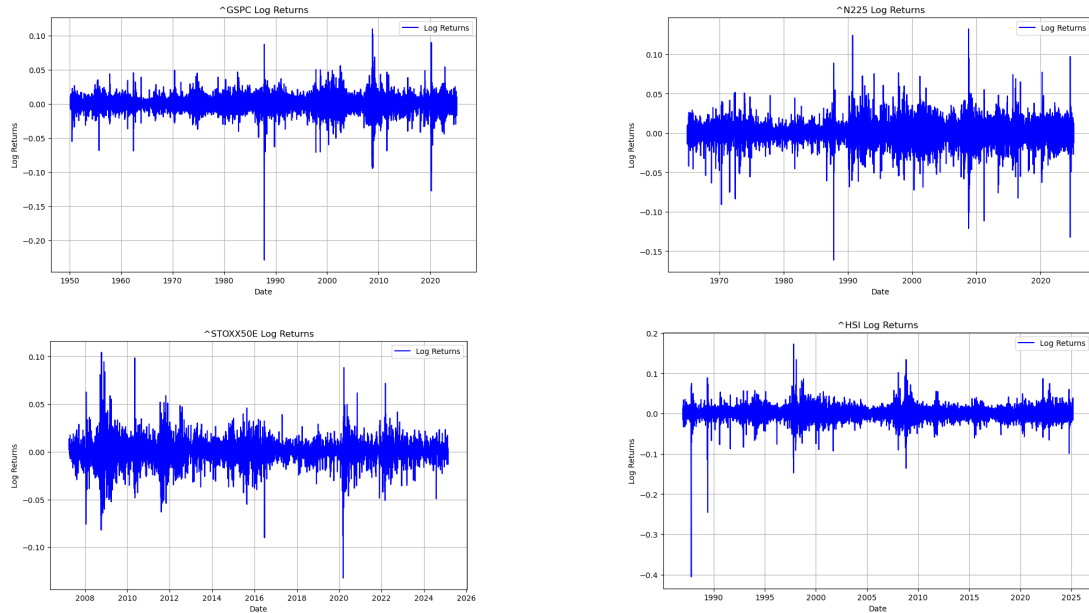 ^GSPC Log Returns
Log Returns
0.10
0.05
0.00
−0.05
−0.10
−0.15
−0.20
Log Returns
1950 1960 1970 1980 1990 2000 2010 2020
Date
^N225 Log Returns
Log Returns
0.10
0.05
0.00
−0.05
−0.10
−0.15
Log Returns
1970 1980 1990 2000 2010 2020
Date
^STOXX50E Log Returns
Log Returns
0.10
0.05
0.00
−0.05
−0.10
Log Returns
2008 2010 2012 2014 2016 2018 2020 2022 2024 2026
Date
^HSI Log Returns
Log Returns
0.2
0.1
0.0
−0.1
−0.2
−0.3
−0.4
Log Returns
1990 1995 2000 2005 2010 2015 2020 2025
Date